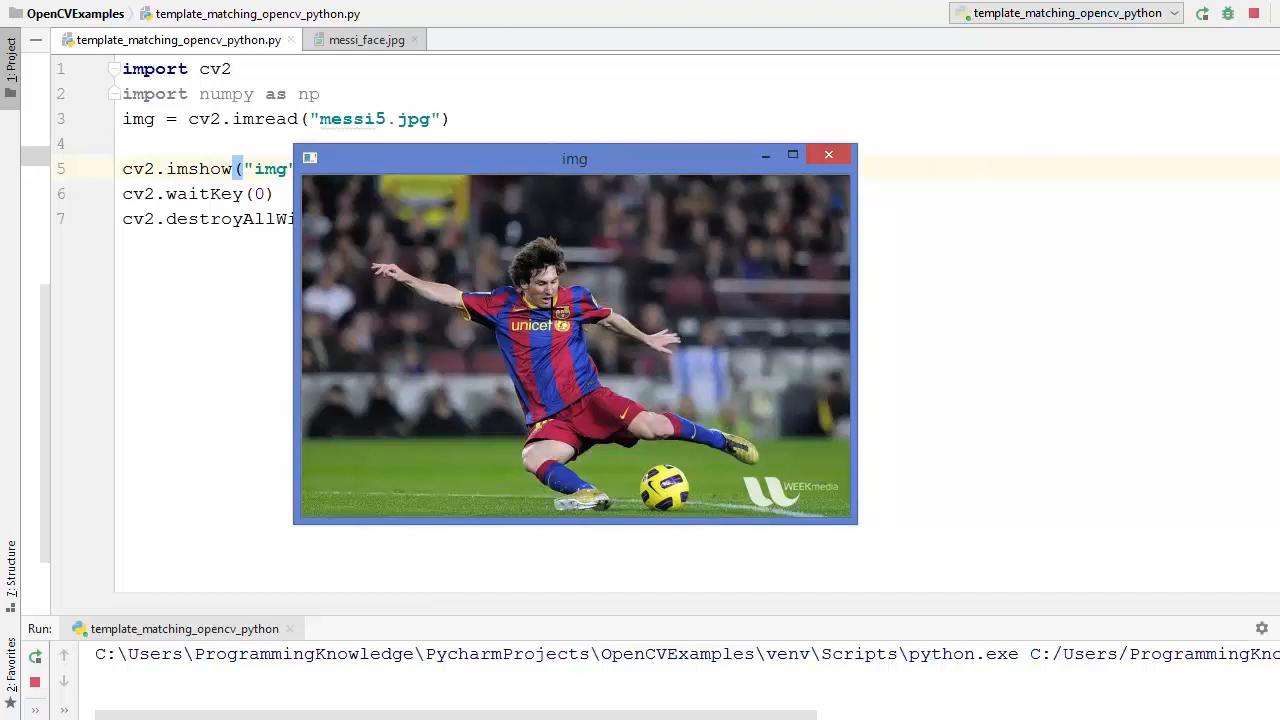 OpenCVExamples template_matching_opencv_python.py template_matching_opencv_python
template_matching_opencv_python.py messi_face.jpg
1: Project
1 import cv2
2 import numpy as np
3 img = cv2.imread("messi5.jpg")
4
5 cv2.imshow("img"
6 cv2.waitKey(0)
7 cv2.destroyAllWi
img
unicef
WEEKmedia
Z: Structure
2: Favorites
Run: template_matching_opencv_python
C:\Users\ProgrammingKnowledge\PycharmProjects\OpenCVExamples\venv\Scripts\python.exe C:/Users/ProgrammingKno